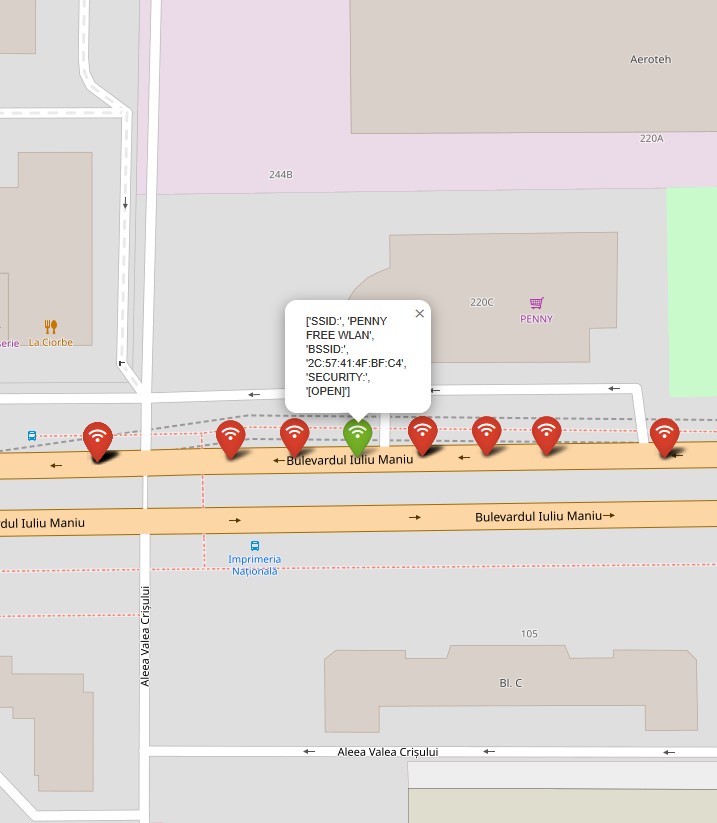 Aeroteh
220A
244B
220C
PENNY
['SSID:', 'PENNY
FREE WLAN',
'BSSID:',
'2C:57:41:4F:BF:C4',
'SECURITY:',
'[OPEN]']
×
serie
La Ciorbe
Bulevardul Iuliu Maniu
rdul Iuliu Maniu
Bulevardul Iuliu Maniu
Imprimeria
Națională
Aleea Valea Crișului
105
Bl. C
Aleea Valea Crișului